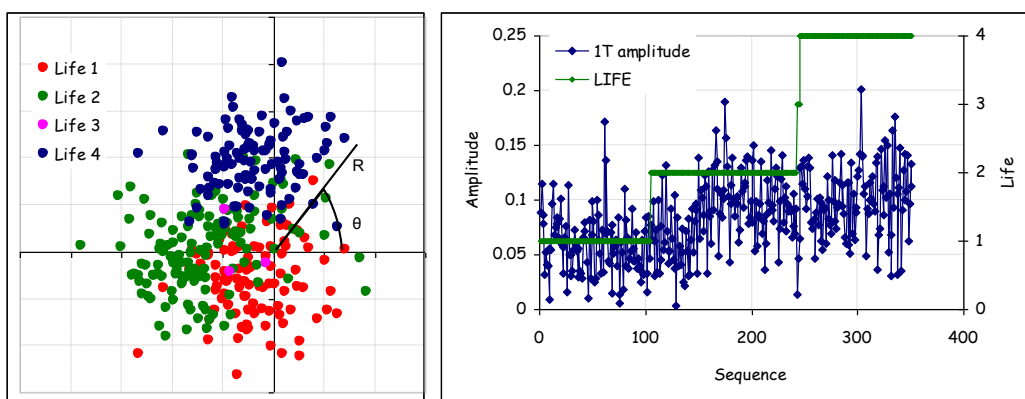 Life 1
Life 2
Life 3
Life 4
R
θ
0.25
0.2
0.15
0.1
0.05
0
Amplitude
1T amplitude
LIFE
4
3
2
1
0
Life
0 100 200 300 400
Sequence